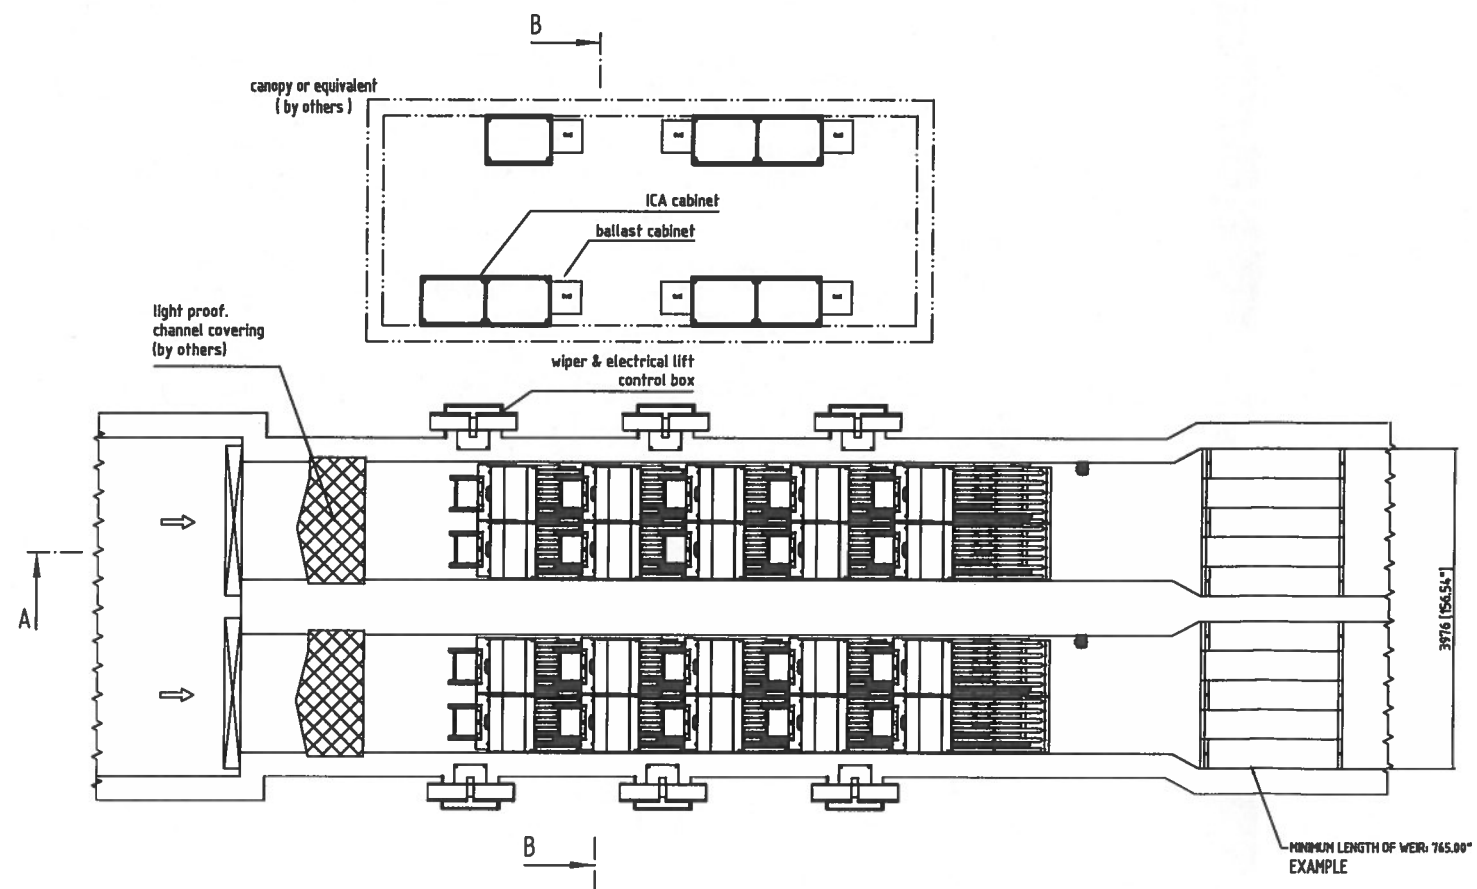 B
canopy or equivalent
( by others )
ICA cabinet
ballast cabinet
light proof.
channel covering
(by others)
wiper & electrical lift
control box
A
3976 [156.54"]
B
MINIMUM LENGTH OF WEIR: 765.00"
EXAMPLE